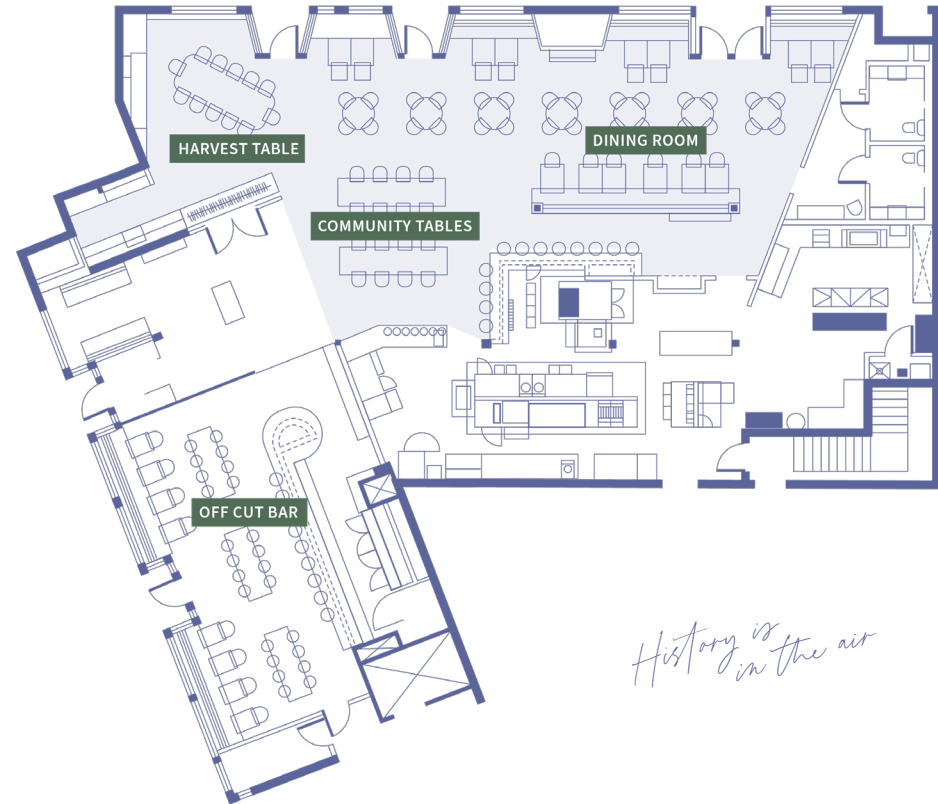 HARVEST TABLE
DINING ROOM
COMMUNITY TABLES
OFF CUT BAR
History is
in the air